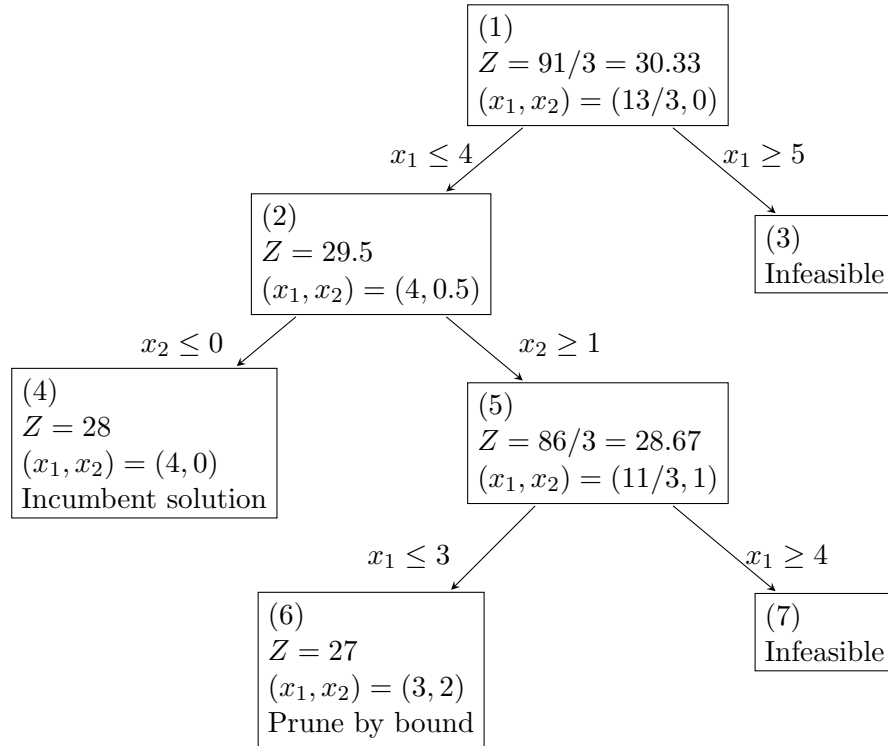 (1)
Z = 91/3 = 30.33
(x₁, x₂) = (13/3, 0)
x₁ ≤ 4
x₁ ≥ 5
(2)
Z = 29.5
(x₁, x₂) = (4, 0.5)
(3)
Infeasible
x₂ ≤ 0
x₂ ≥ 1
(4)
Z = 28
(x₁, x₂) = (4, 0)
Incumbent solution
(5)
Z = 86/3 = 28.67
(x₁, x₂) = (11/3, 1)
x₁ ≤ 3
x₁ ≥ 4
(6)
Z = 27
(x₁, x₂) = (3, 2)
Prune by bound
(7)
Infeasible